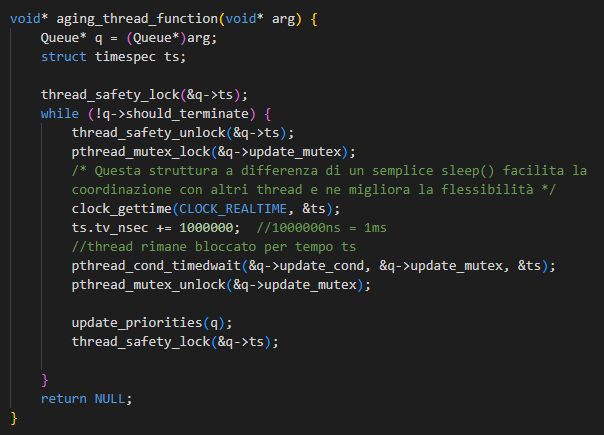 void* aging_thread_function(void* arg) {
    Queue* q = (Queue*)arg;
    struct timespec ts;

    thread_safety_lock(&q->ts);
    while (!q->should_terminate) {
        thread_safety_unlock(&q->ts);
        pthread_mutex_lock(&q->update_mutex);
        /* Questa struttura a differenza di un semplice sleep() facilita la
        coordinazione con altri thread e ne migliora la flessibilità */
        clock_gettime(CLOCK_REALTIME, &ts);
        ts.tv_nsec += 1000000;  //1000000ns = 1ms
        //thread rimane bloccato per tempo ts
        pthread_cond_timedwait(&q->update_cond, &q->update_mutex, &ts);
        pthread_mutex_unlock(&q->update_mutex);

        update_priorities(q);
        thread_safety_lock(&q->ts);

    }
    return NULL;
}